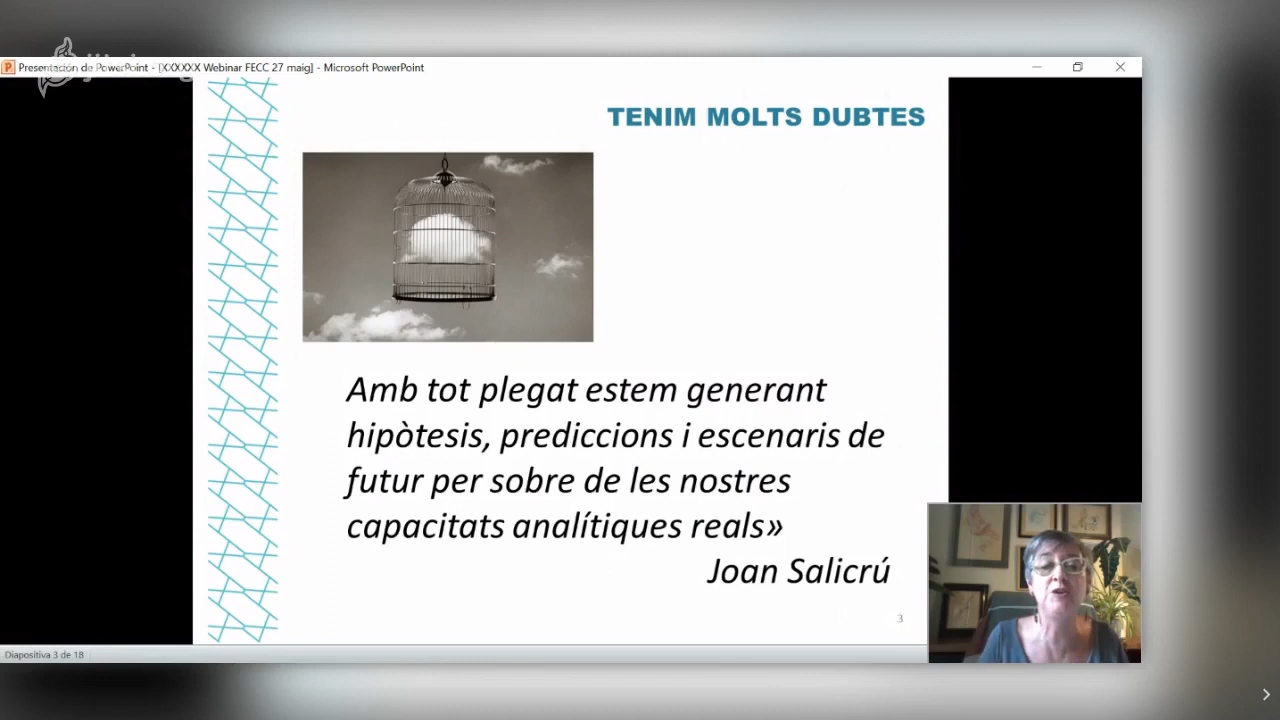 Presentación de PowerPoint - [XXXXXX Webinar FECC 27 maig] - Microsoft PowerPoint
TENIM MOLTS DUBTES
Amb tot plegat estem generant
hipòtesis, prediccions i escenaris de
futur per sobre de les nostres
capacitats analítiques reals»
Joan Salicrú
3
Diapositiva 3 de 18